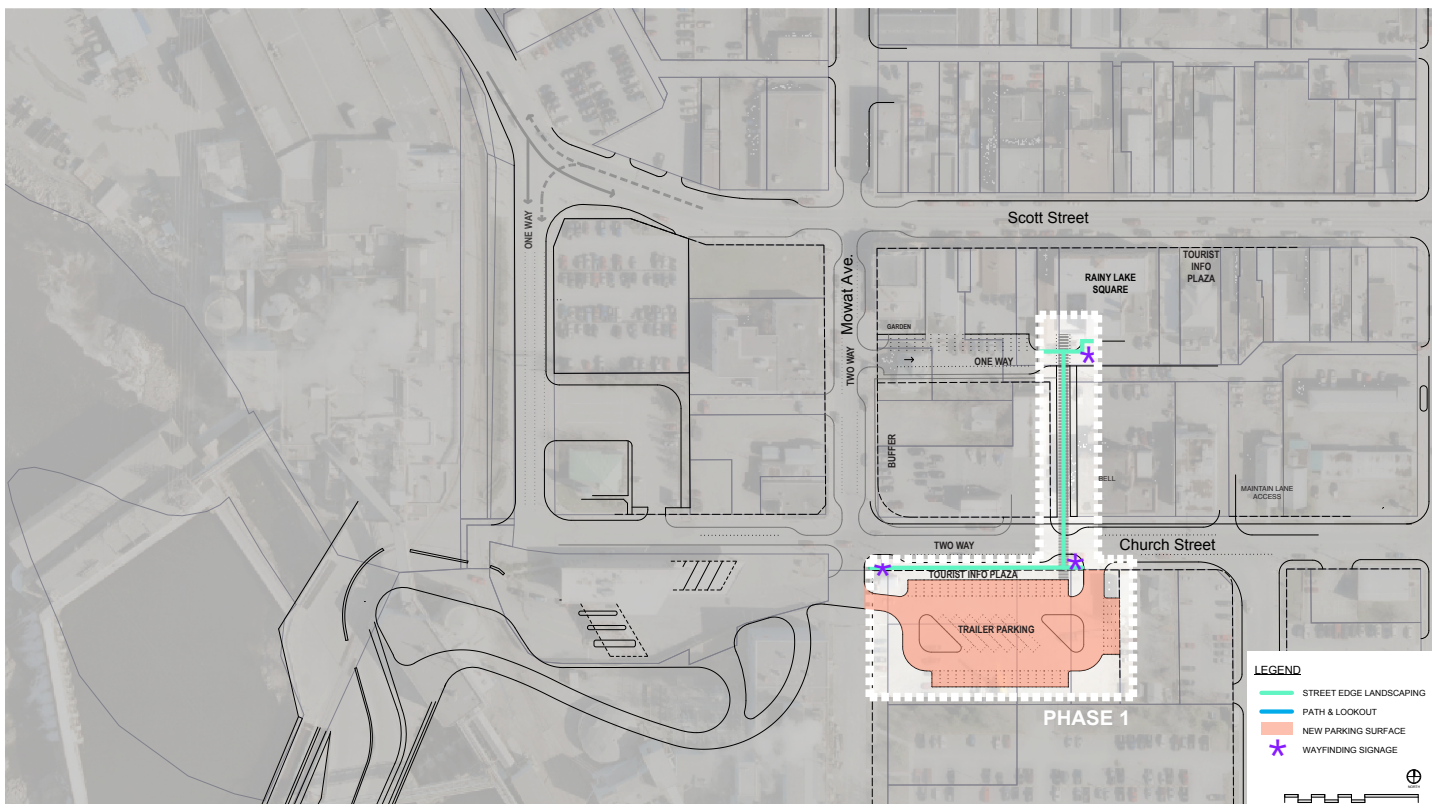 ONE WAY
Scott Street
Mowat Ave.
TWO WAY
RAINY LAKE
SQUARE
TOURIST
INFO
PLAZA
GARDEN
→
ONE WAY
BUFFER
BELL
MAINTAIN LANE
ACCESS
TWO WAY
Church Street
TOURIST INFO PLAZA
TRAILER PARKING
PHASE 1
LEGEND
STREET EDGE LANDSCAPING
PATH & LOOKOUT
NEW PARKING SURFACE
WAYFINDING SIGNAGE
NORTH